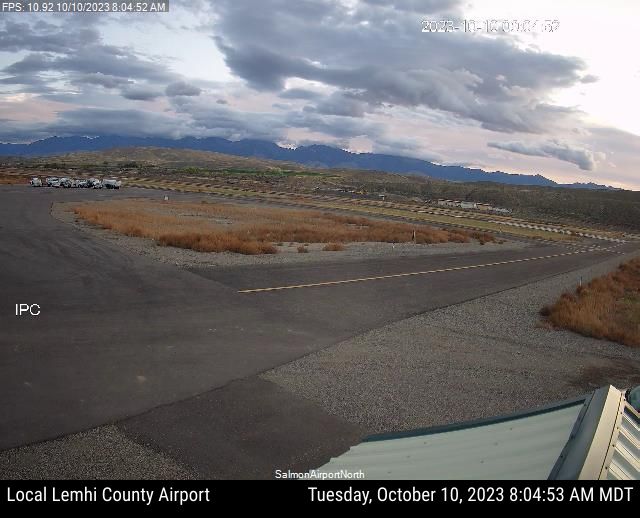 FPS: 10.92 10/10/2023 8:04:52 AM
IPC
SalmonAirportNorth
Local Lemhi County Airport
Tuesday, October 10, 2023 8:04:53 AM MDT